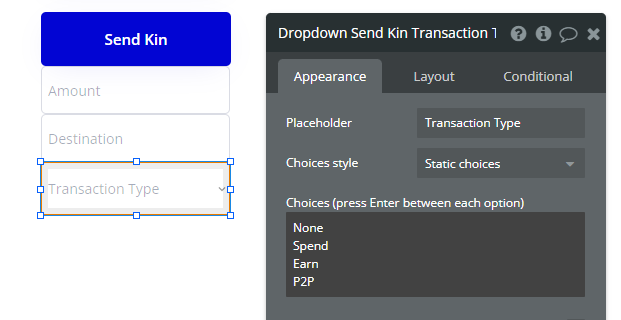 Send Kin
Amount
Destination
Transaction Type
Dropdown Send Kin Transaction T
Appearance
Layout
Conditional
Placeholder
Transaction Type
Choices style
Static choices
Choices (press Enter between each option)
None
Spend
Earn
P2P